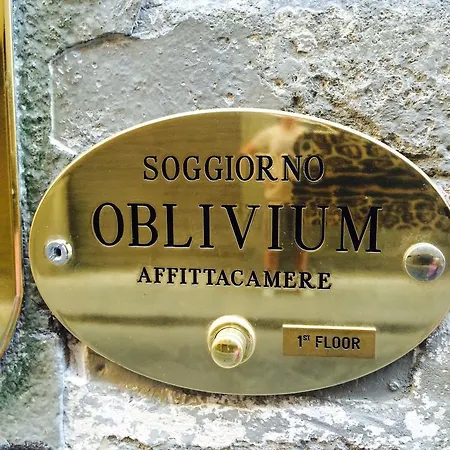 SOGGIORNO
OBLIVIUM
AFFITTACAMERE
1ST FLOOR